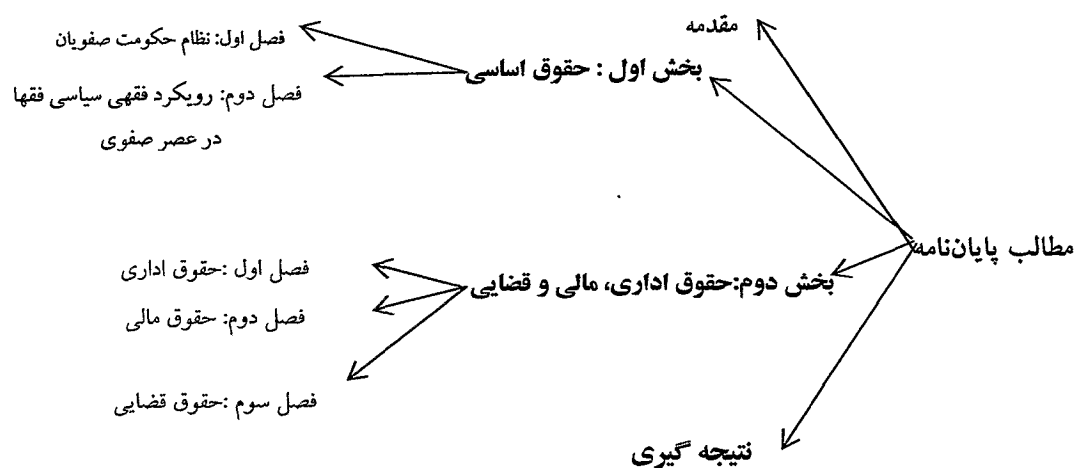 مقدمه
بخش اول : حقوق اساسی
فصل اول: نظام حکومت صفویان
فصل دوم: رویکرد فقهی سیاسی فقها
در عصر صفوی
مطالب پایان‌نامه
بخش دوم:حقوق اداری، مالی و قضایی
فصل اول :حقوق اداری
فصل دوم: حقوق مالی
فصل سوم :حقوق قضایی
نتیجه گیری